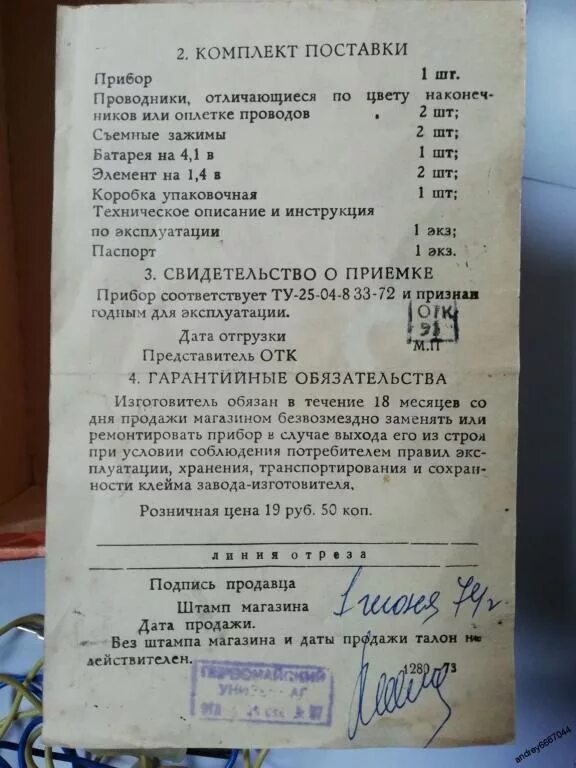 2. КОМПЛЕКТ ПОСТАВКИ
Прибор 1 шт.
Проводники, отличающиеся по цвету наконеч-
ников или оплетке проводов 2 шт;
Съемные зажимы 2 шт;
Батарея на 4,1 в 1 шт;
Элемент на 1,4 в 2 шт;
Коробка упаковочная 1 шт;
Техническое описание и инструкция
по эксплуатации 1 экз;
Паспорт 1 экз.
3. СВИДЕТЕЛЬСТВО О ПРИЕМКЕ
Прибор соответствует ТУ-25-04-8 33-72 и признан
годным для эксплуатации.
ОТК
Дата отгрузки
М.П
Представитель ОТК
4. ГАРАНТИЙНЫЕ ОБЯЗАТЕЛЬСТВА
Изготовитель обязан в течение 18 месяцев со
дня продажи магазином безвозмездно заменять или
ремонтировать прибор в случае выхода его из строя
при условии соблюдения потребителем правил экс-
плуатации, хранения, транспортирования и сохран-
ности клейма завода-изготовителя.
Розничная цена 19 руб. 50 коп.
линия отреза
Подпись продавца
Штамп магазина 1 июня 74г
Дата продажи.
Без штампа магазина и даты продажи талон не
действителен.
1280 73
ПЕРВОМАЙСКИЙ
УНИВЕРМАГ
andrey6667044